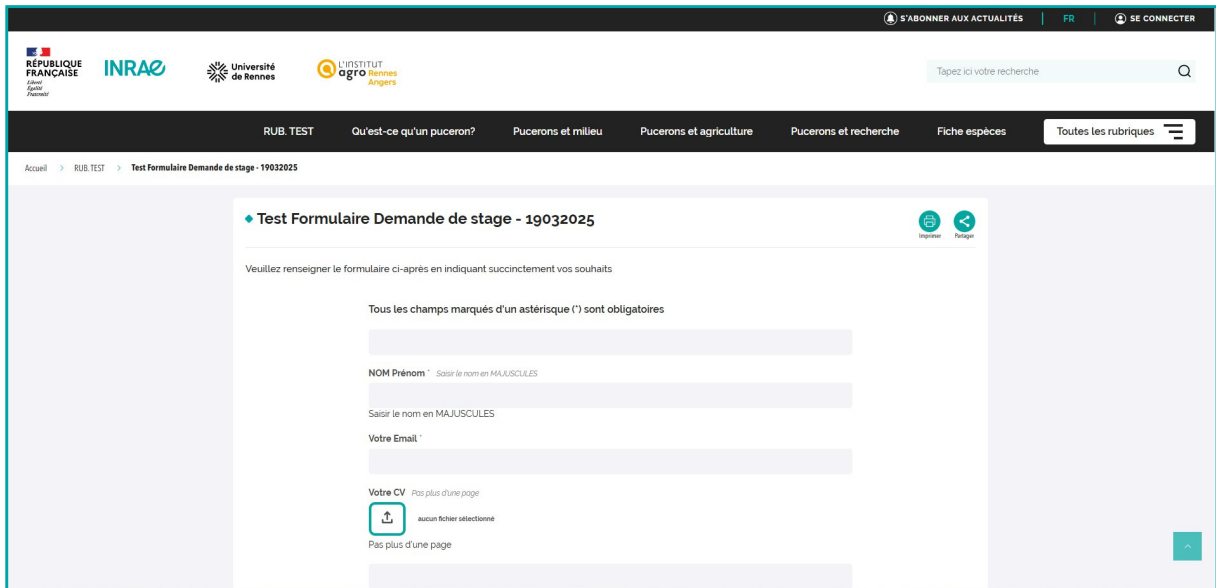 S'ABONNER AUX ACTUALITÉS FR SE CONNECTER
RÉPUBLIQUE
FRANÇAISE
Liberté
Égalité
Fraternité
INRAE
Université
de Rennes
L'INSTITUT
agro Rennes
Angers
Tapez ici votre recherche
RUB. TEST Qu'est-ce qu'un puceron? Pucerons et milieu Pucerons et agriculture Pucerons et recherche Fiche espèces Toutes les rubriques
Accueil > RUB. TEST > Test Formulaire Demande de stage - 19032025
Test Formulaire Demande de stage - 19032025
Imprimer Partager
Veuillez renseigner le formulaire ci-après en indiquant succinctement vos souhaits
Tous les champs marqués d'un astérisque (*) sont obligatoires
NOM Prénom * Saisir le nom en MAJUSCULES
Saisir le nom en MAJUSCULES
Votre Email *
Votre CV Pas plus d'une page
aucun fichier sélectionné
Pas plus d'une page